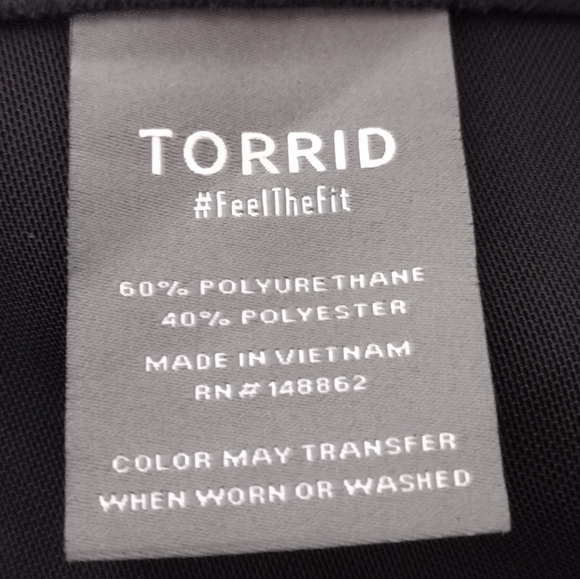 TORRID
#FeelTheFit
60% POLYURETHANE
40% POLYESTER
MADE IN VIETNAM
RN# 148862
COLOR MAY TRANSFER
WHEN WORN OR WASHED